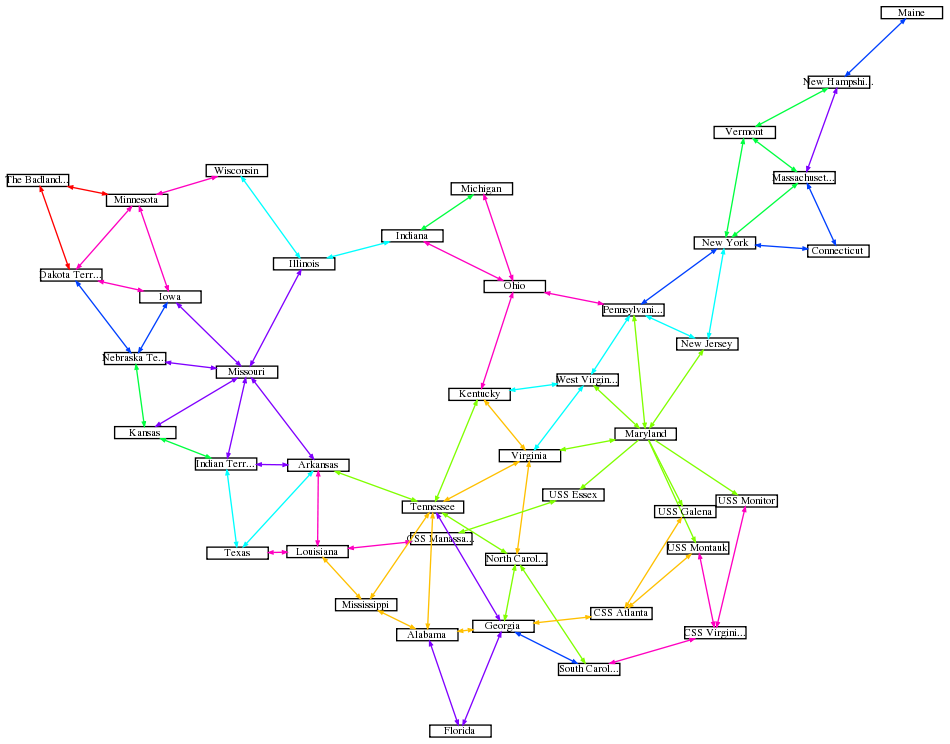 Maine
New Hampshi...
Vermont
Wisconsin
Massachuset...
The Badland...
Michigan
Minnesota
Indiana
New York
Connecticut
Illinois
Dakota Terr...
Ohio
Iowa
Pennsylvani...
New Jersey
Nebraska Te...
Missouri
West Virgin...
Kentucky
Kansas
Maryland
Virginia
Indian Terr...
Arkansas
USS Essex
USS Monitor
Tennessee
USS Galena
CSS Manassa...
USS Montauk
Texas
Louisiana
North Carol...
Mississippi
CSS Atlanta
Georgia
Alabama
CSS Virgini...
South Carol...
Florida